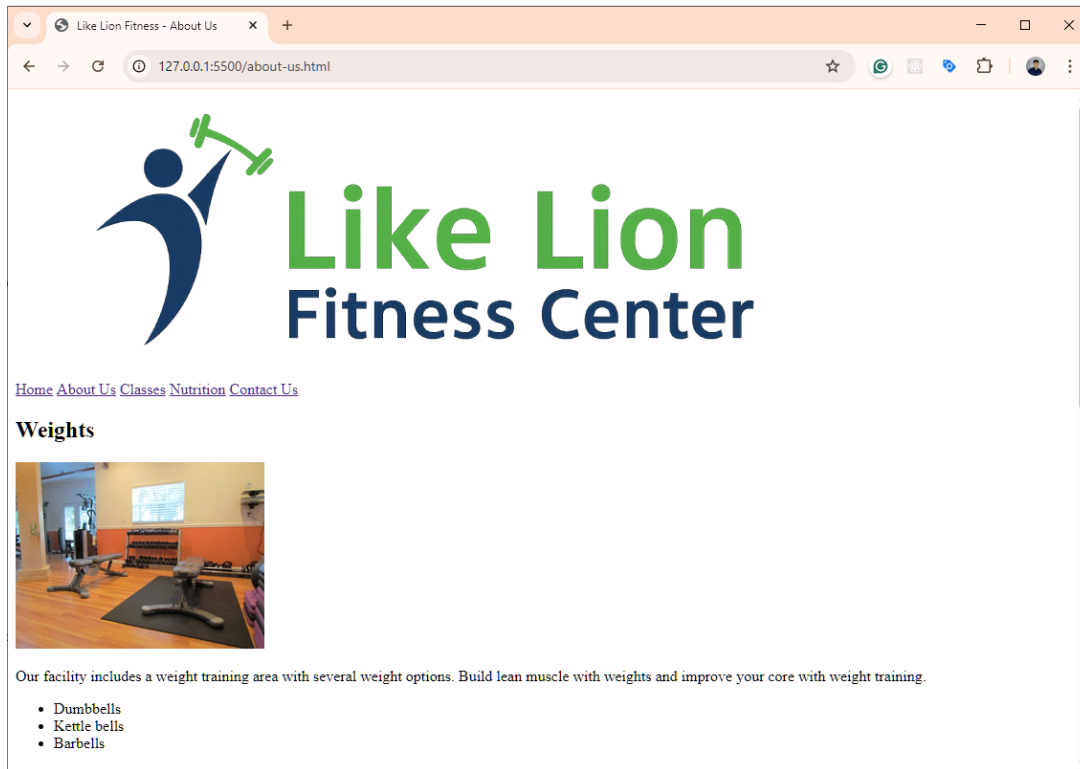 Like Lion Fitness - About Us
127.0.0.1:5500/about-us.html
Like Lion
Fitness Center
Home About Us Classes Nutrition Contact Us
Weights
Our facility includes a weight training area with several weight options. Build lean muscle with weights and improve your core with weight training.
Dumbbells
Kettle bells
Barbells